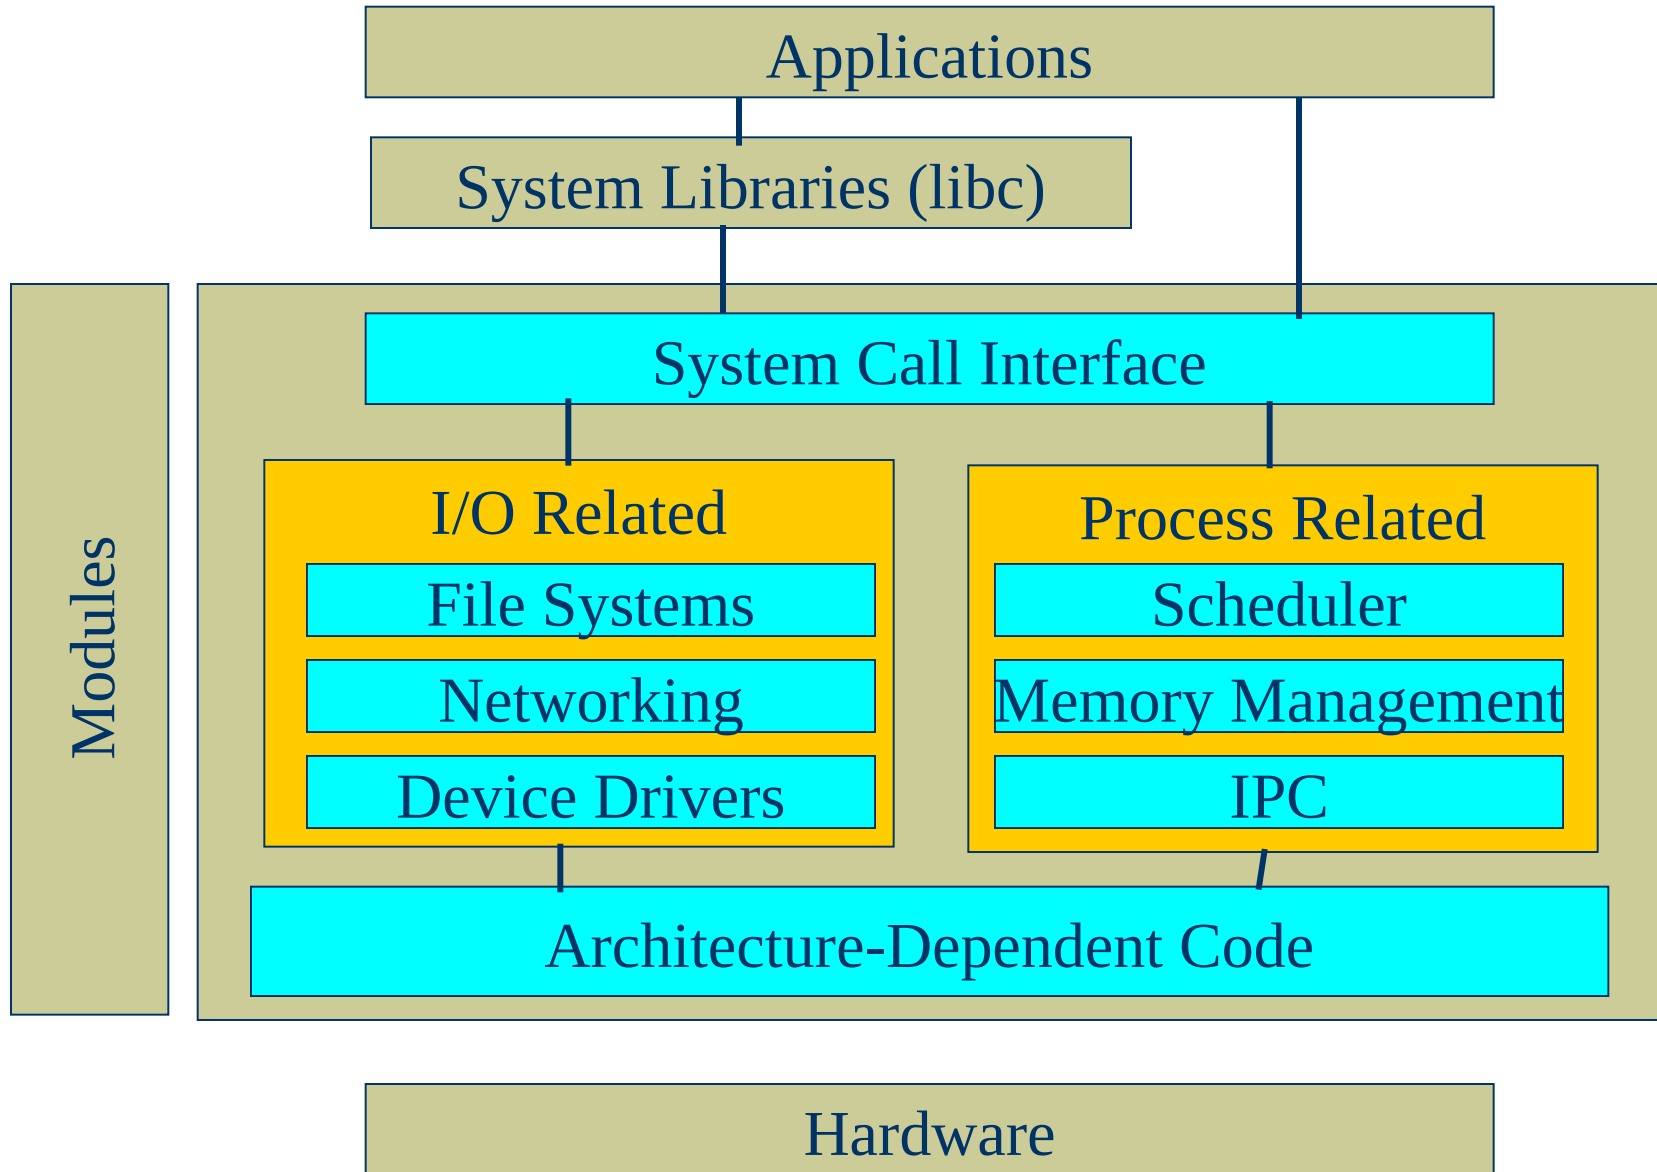 Applications
System Libraries (libc)
System Call Interface
Modules
I/O Related
File Systems
Networking
Device Drivers
Process Related
Scheduler
Memory Management
IPC
Architecture-Dependent Code
Hardware